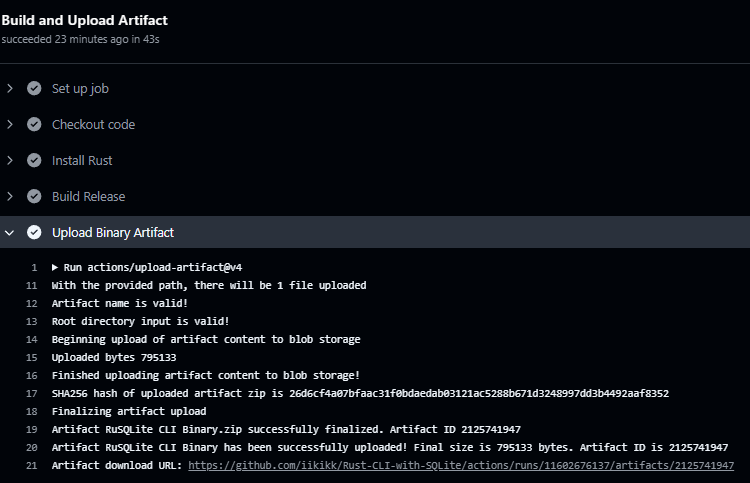 Build and Upload Artifact
succeeded 23 minutes ago in 43s
Set up job
Checkout code
Install Rust
Build Release
Upload Binary Artifact
1 ▶ Run actions/upload-artifact@v4
11 With the provided path, there will be 1 file uploaded
12 Artifact name is valid!
13 Root directory input is valid!
14 Beginning upload of artifact content to blob storage
15 Uploaded bytes 795133
16 Finished uploading artifact content to blob storage!
17 SHA256 hash of uploaded artifact zip is 26d6cf4a07bfaac31f0bdaedab03121ac5288b671d3248997dd3b4492aaf8352
18 Finalizing artifact upload
19 Artifact RuSQLite CLI Binary.zip successfully finalized. Artifact ID 2125741947
20 Artifact RuSQLite CLI Binary has been successfully uploaded! Final size is 795133 bytes. Artifact ID is 2125741947
21 Artifact download URL: https://github.com/iikikk/Rust-CLI-with-SQLite/actions/runs/11602676137/artifacts/2125741947